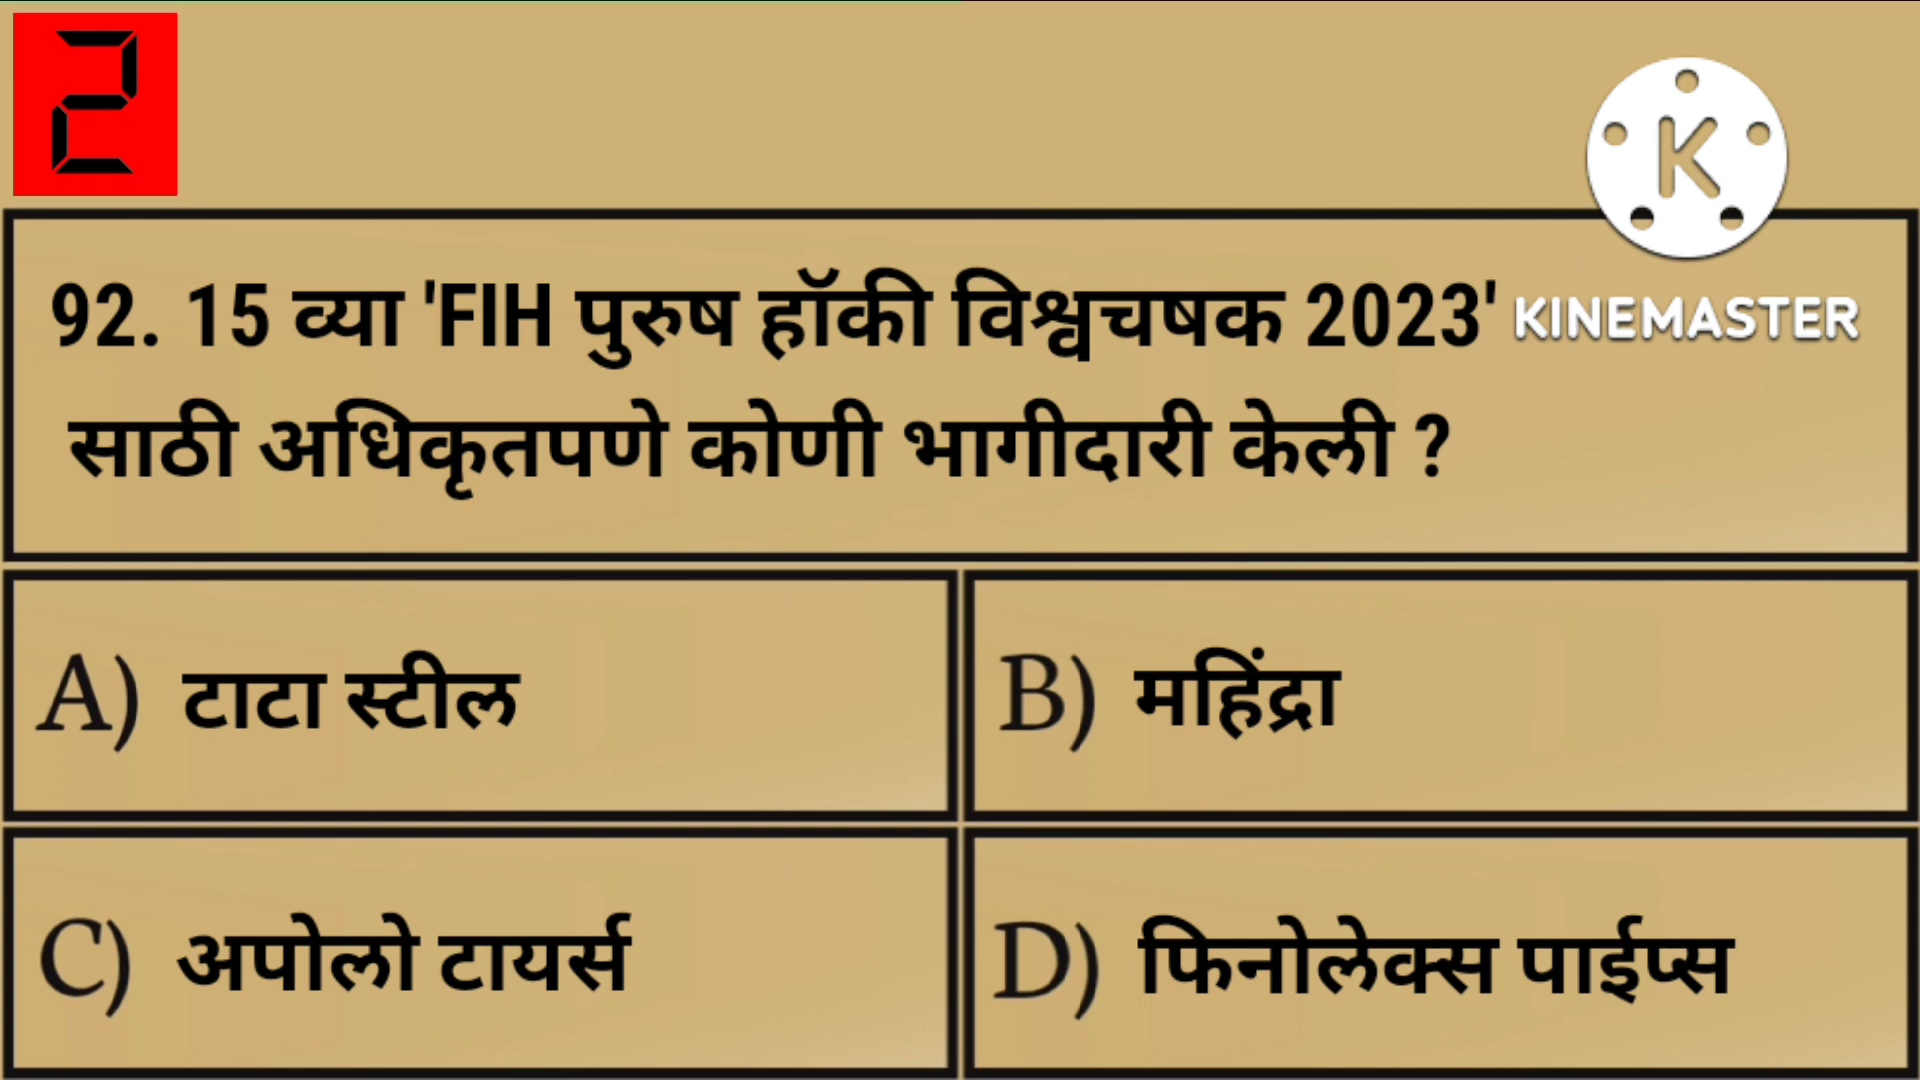 2
K
KINEMASTER
92. 15 व्या 'FIH पुरुष हॉकी विश्वचषक 2023'
साठी अधिकृतपणे कोणी भागीदारी केली ?
A) टाटा स्टील
B) महिंद्रा
C) अपोलो टायर्स
D) फिनोलेक्स पाईप्स